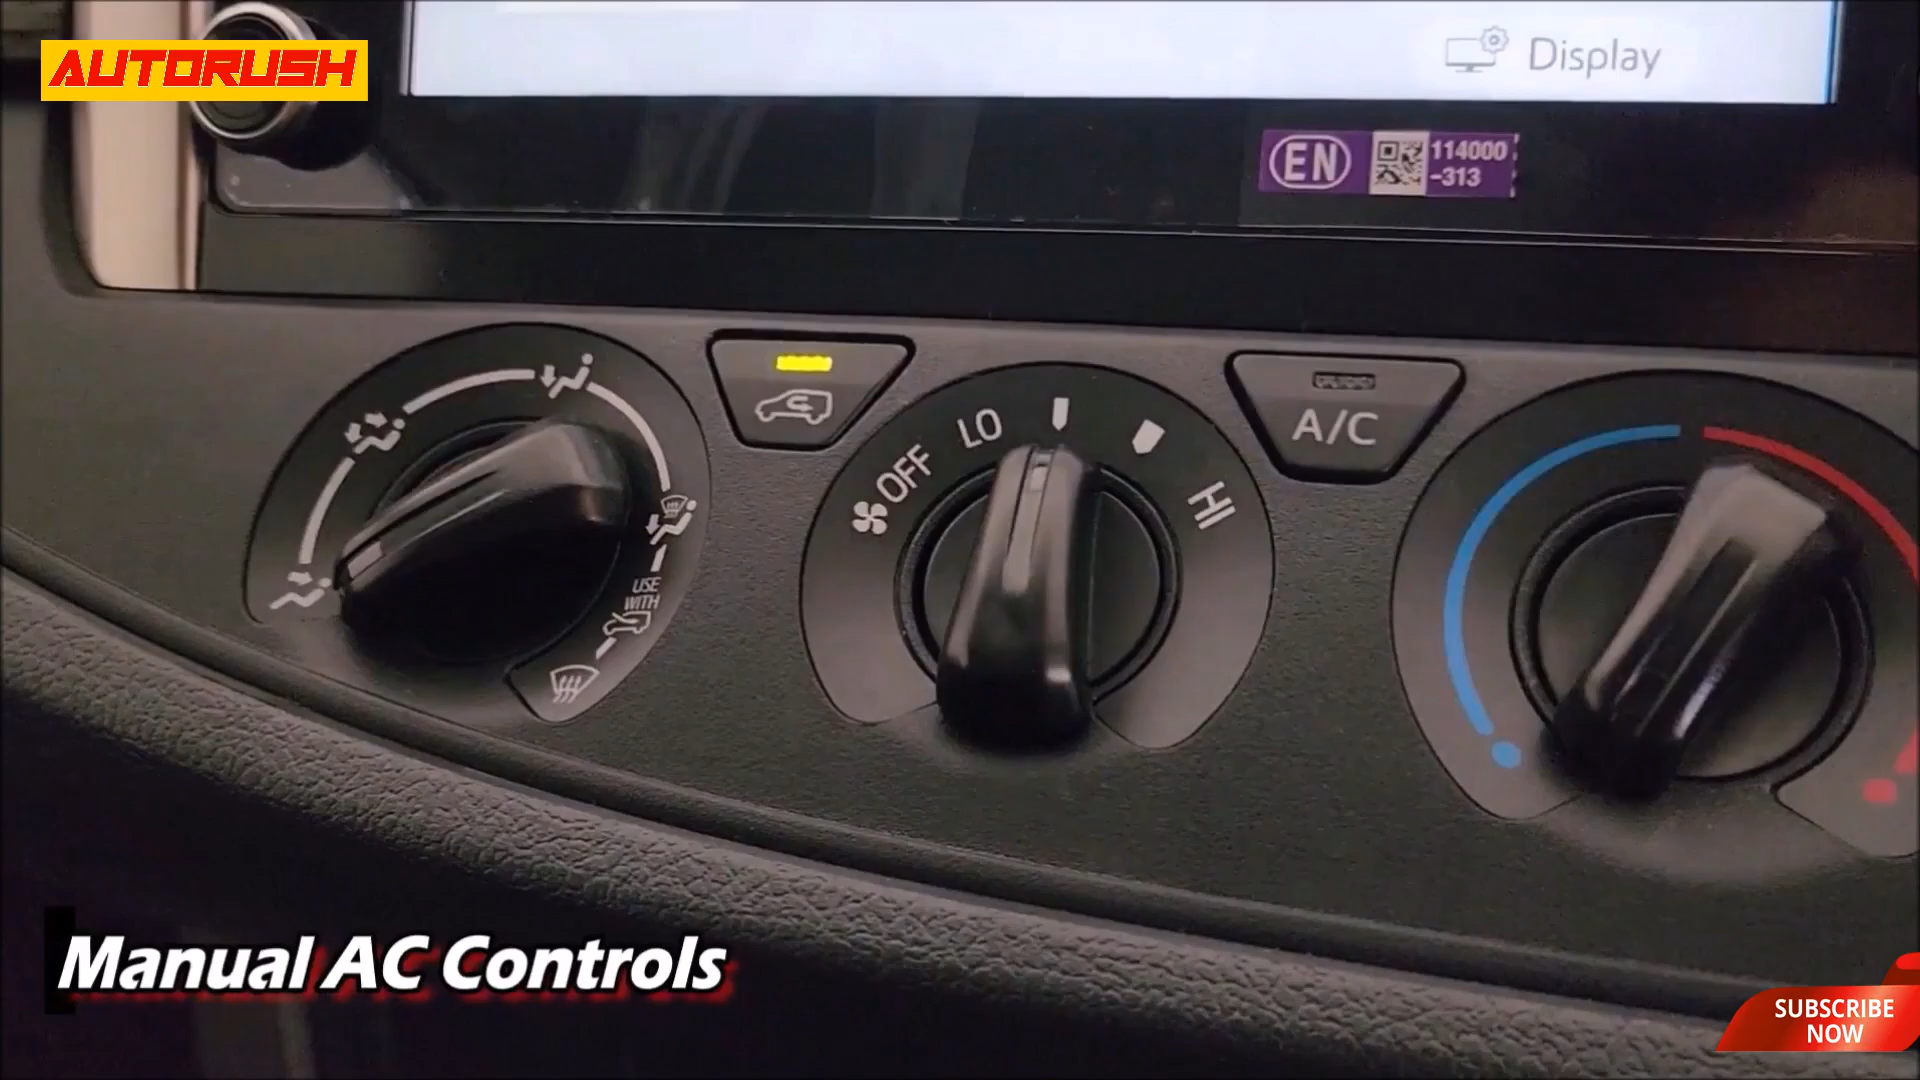 AUTORUSH
Display
EN
114000
-313
LO
OFF
HI
A/C
USE
WITH
Manual AC Controls
SUBSCRIBE
NOW